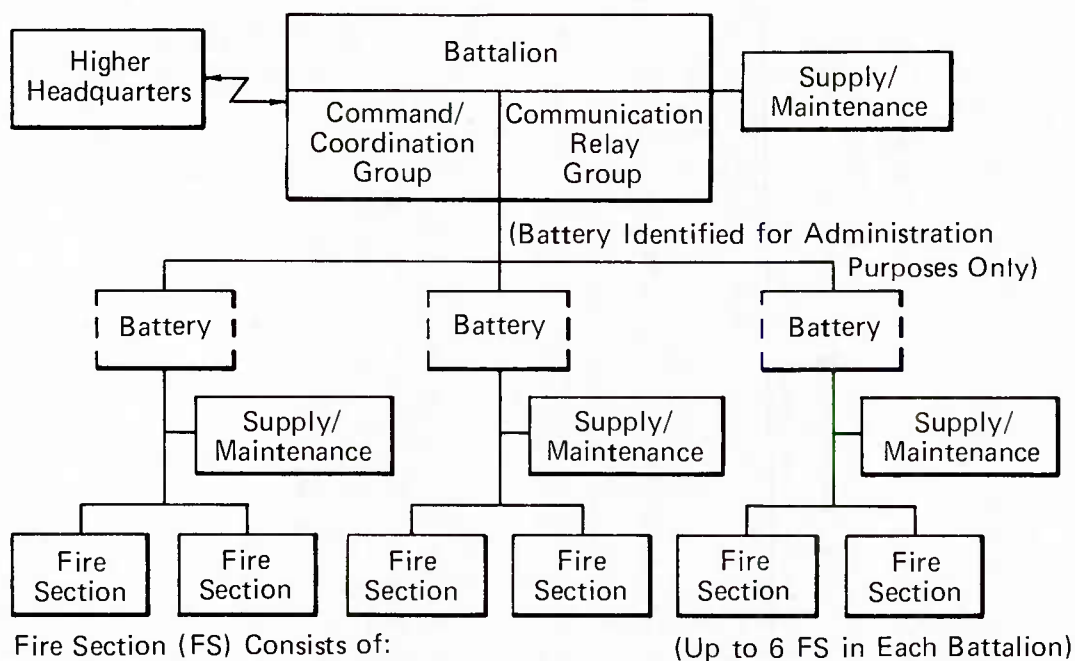 Higher
Headquarters
Battalion
Command/
Coordination
Group
Communication
Relay
Group
Supply/
Maintenance
(Battery Identified for Administration
Purposes Only)
Battery
Battery
Battery
Supply/
Maintenance
Supply/
Maintenance
Supply/
Maintenance
Fire
Section
Fire
Section
Fire
Section
Fire
Section
Fire
Section
Fire
Section
Fire Section (FS) Consists of:
(Up to 6 FS in Each Battalion)